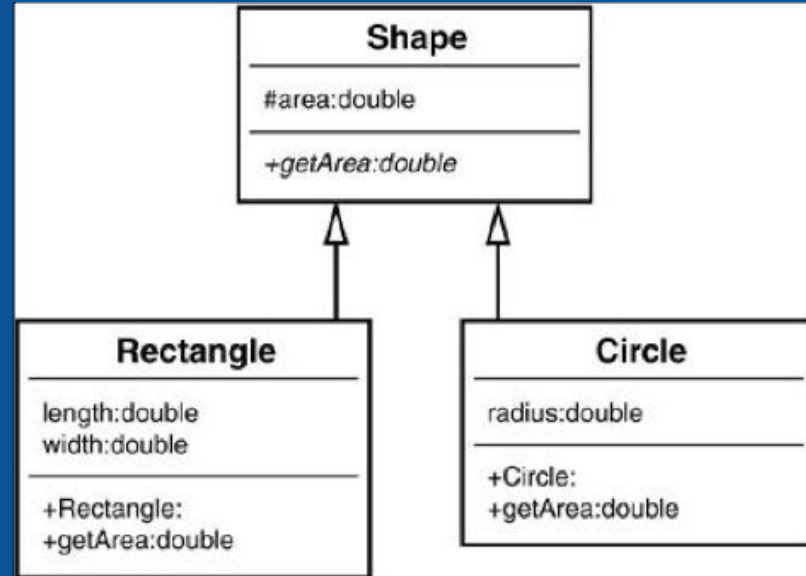 Shape
#area:double
+getArea:double
Rectangle
length:double
width:double
+Rectangle:
+getArea:double
Circle
radius:double
+Circle:
+getArea:double